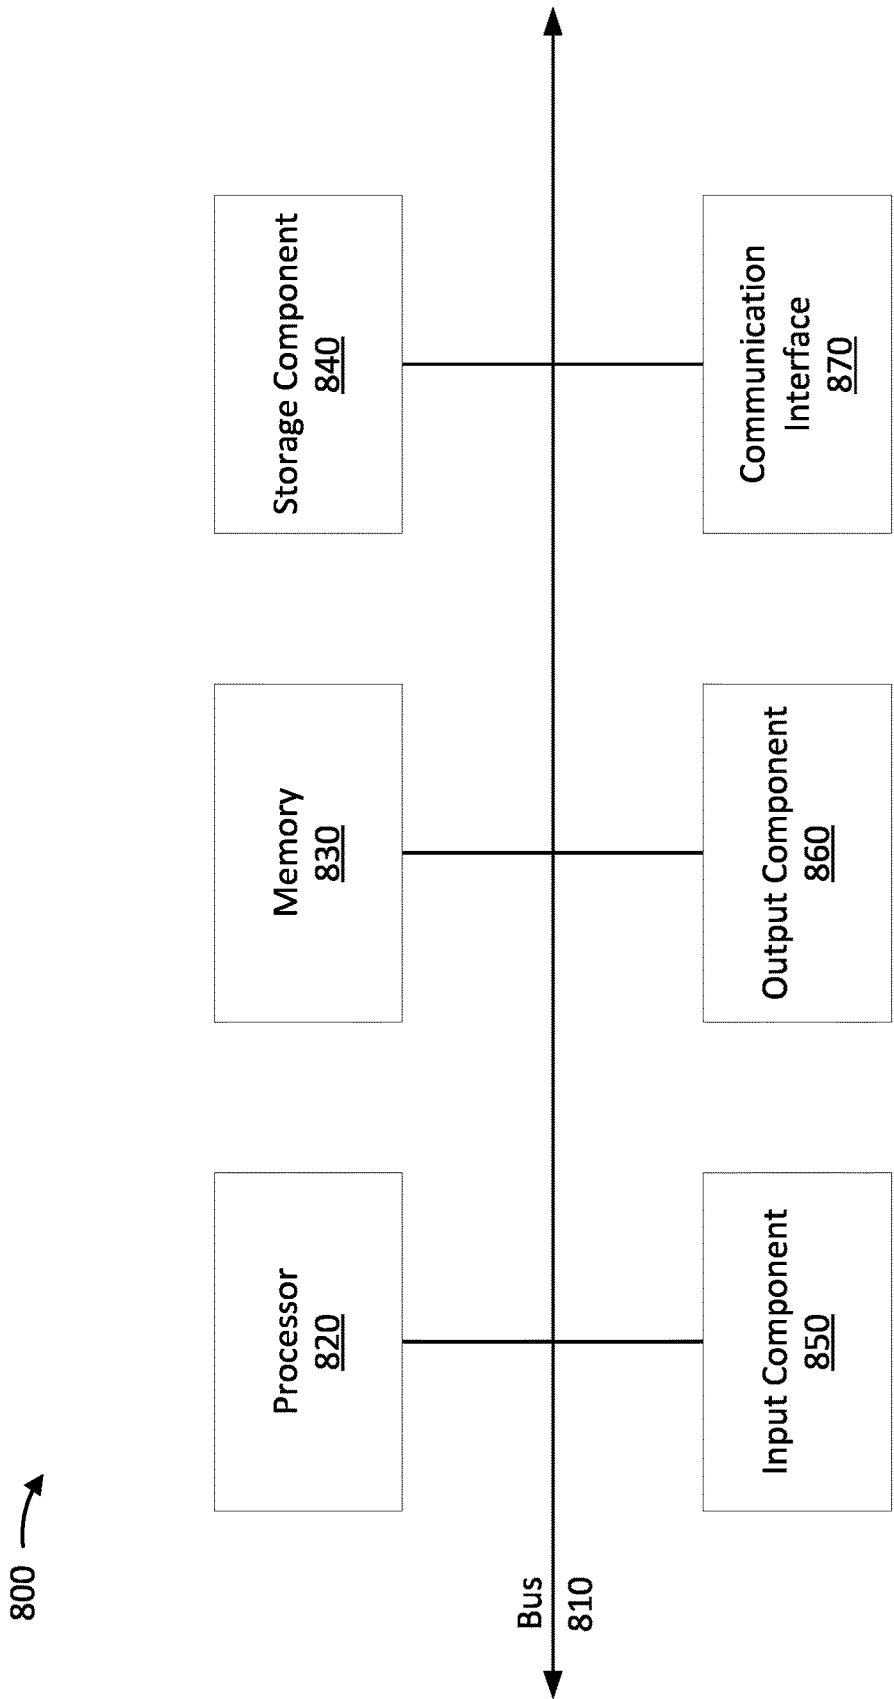 800
Processor
820
Memory
830
Storage Component
840
Bus
810
Input Component
850
Output Component
860
Communication
Interface
870